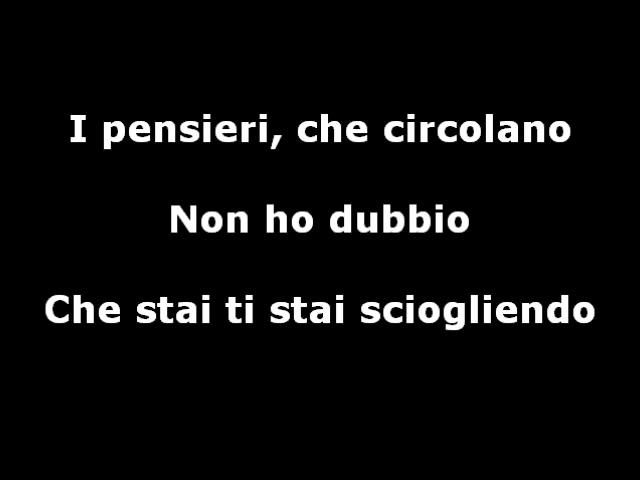 I pensieri, che circolano
Non ho dubbio
Che stai ti stai sciogliendo